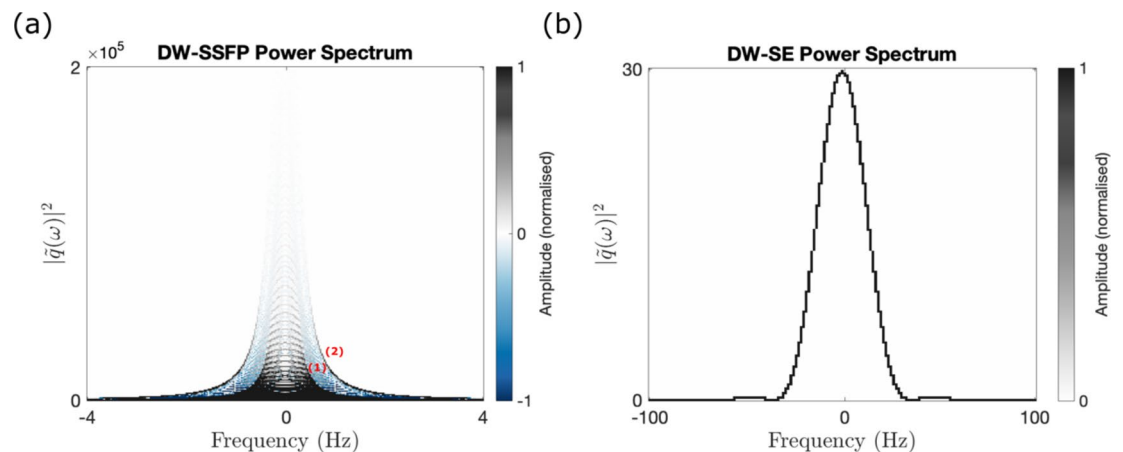 (a)
DW-SSFP Power Spectrum
×10⁵
2
0
|q̃(ω)|²
-4
0
4
Frequency (Hz)
(1)
(2)
1
0
-1
Amplitude (normalised)
(b)
DW-SE Power Spectrum
30
0
|q̃(ω)|²
-100
0
100
Frequency (Hz)
1
0
Amplitude (normalised)